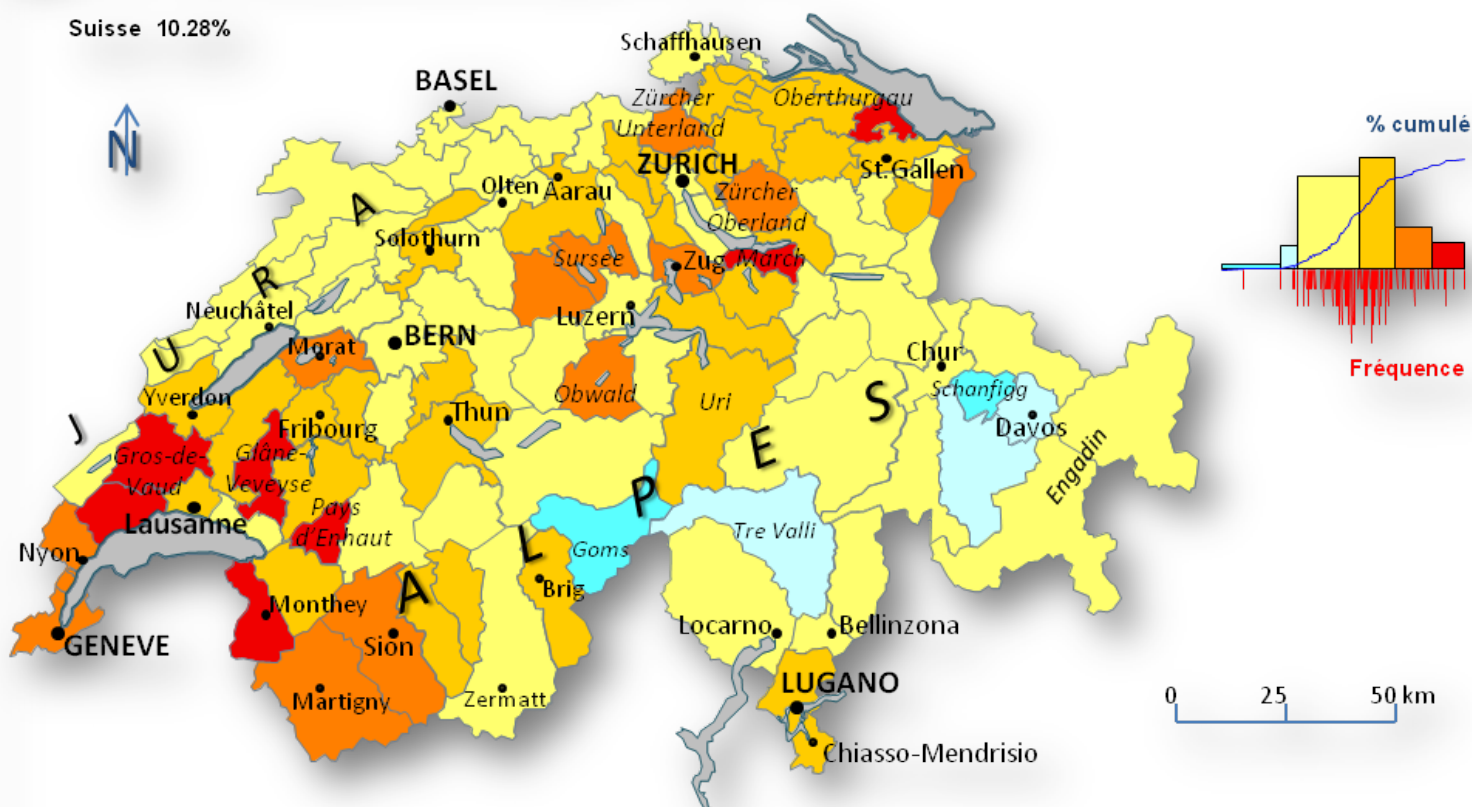 Suisse 10.28%
Schaffhausen
BASEL
Zürcher
Unterland
Oberthurgau
% cumulé
N
ZURICH
St.Gallen
Olten
Aarau
Zürcher
Oberland
Solothurn
Sursee
Zug
March
Neuchâtel
BERN
Luzern
Morat
Chur
Fréquence
Yverdon
Obwald
Uri
Schanfigg
Thun
Fribourg
Davos
Gros-de-
Vaud
Glâne-
Veveyse
Engadin
Pays
d'Enhaut
Lausanne
Tre Valli
Nyon
Goms
Brig
Monthey
GENEVE
Sion
Locarno
Bellinzona
Martigny
Zermatt
LUGANO
Chiasso-Mendrisio
J U R A
A L P E S
0 25 50 km